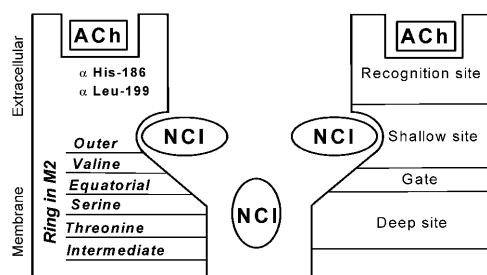 Extracellular
Membrane
Ring in M2
ACh
α His-186
α Leu-199
NCI
Outer
Valine
Equatorial
Serine
Threonine
Intermediate
NCI
NCI
ACh
Recognition site
Shallow site
Gate
Deep site